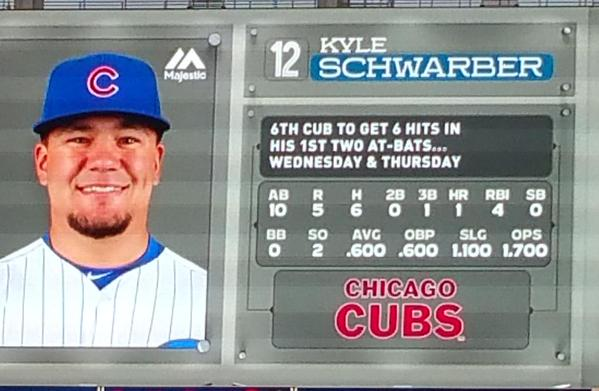 C
Majestic
12 KYLE
SCHWARBER
6TH CUB TO GET 6 HITS IN
HIS 1ST TWO AT-BATS...
WEDNESDAY & THURSDAY
AB R H 2B 3B HR RBI SB
10 5 6 0 1 1 4 0
BB SO AVG OBP SLG OPS
0 2 .600 .600 1.100 1.700
CHICAGO
CUBS